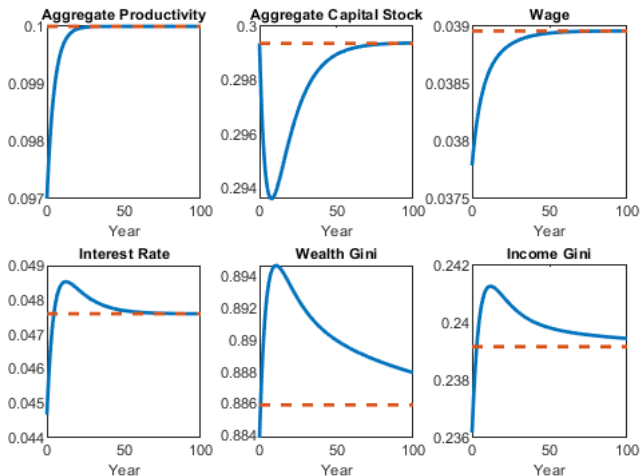 Aggregate Productivity
0.1
0.099
0.098
0.097
0 50 100
Year
Aggregate Capital Stock
0.3
0.298
0.296
0.294
0 50 100
Year
Wage
0.039
0.0385
0.038
0.0375
0 50 100
Year
Interest Rate
0.049
0.048
0.047
0.046
0.045
0.044
0 50 100
Year
Wealth Gini
0.894
0.892
0.89
0.888
0.886
0.884
0 50 100
Year
Income Gini
0.242
0.24
0.238
0.236
0 50 100
Year